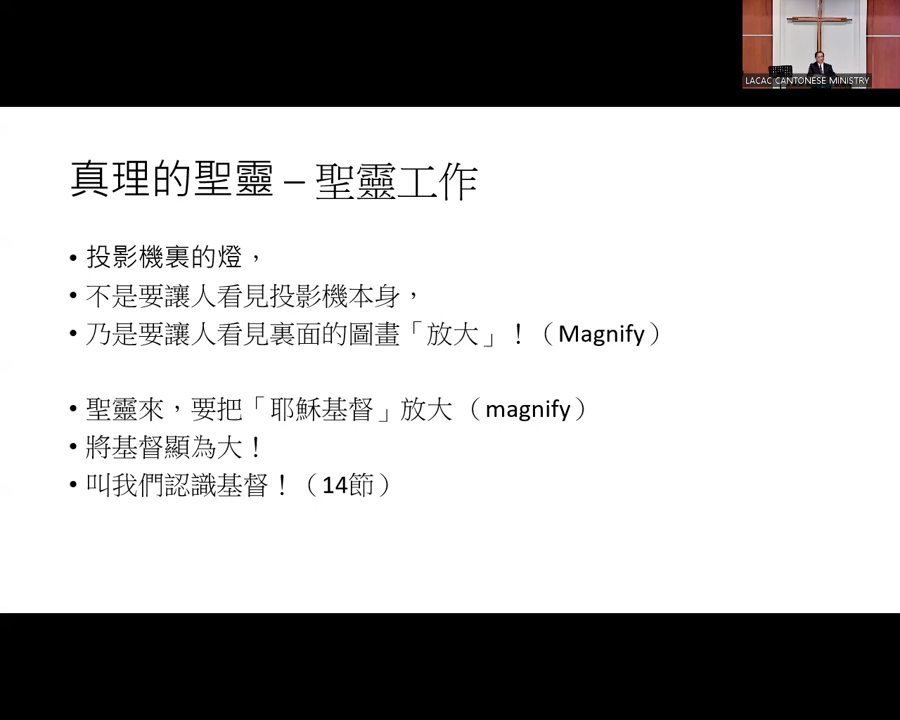 LACAC CANTONESE MINISTRY
真理的聖靈 – 聖靈工作
• 投影機裏的燈，
• 不是要讓人看見投影機本身，
• 乃是要讓人看見裏面的圖畫「放大」！（Magnify）
• 聖靈來，要把「耶穌基督」放大（magnify）
• 將基督顯為大！
• 叫我們認識基督！（14節）